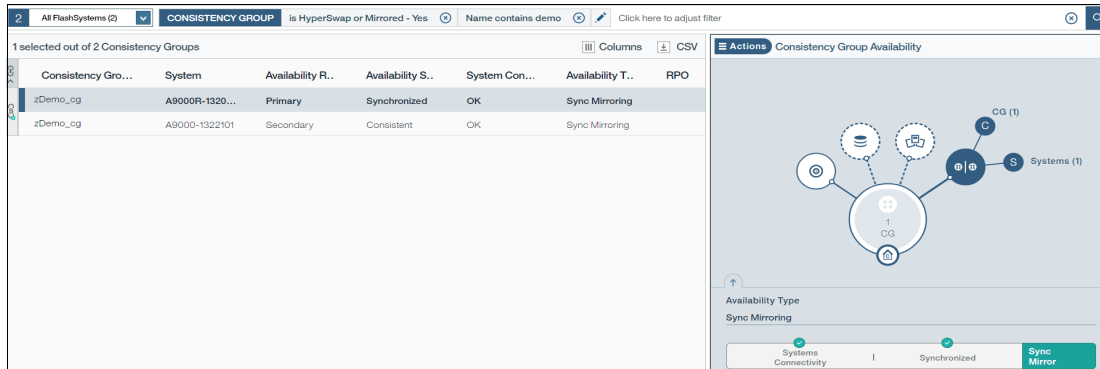 2 All FlashSystems (2) CONSISTENCY GROUP is HyperSwap or Mirrored - Yes Name contains demo Click here to adjust filter
1 selected out of 2 Consistency Groups Columns CSV
Actions Consistency Group Availability
Consistency Gro... System Availability R.. Availability S.. System Con... Availability T.. RPO
zDemo_cg A9000R-1320... Primary Synchronized OK Sync Mirroring
zDemo_cg A9000-1322101 Secondary Consistent OK Sync Mirroring
CG (1)
C
S Systems (1)
1
CG
Availability Type
Sync Mirroring
Systems Connectivity | Synchronized Sync Mirror